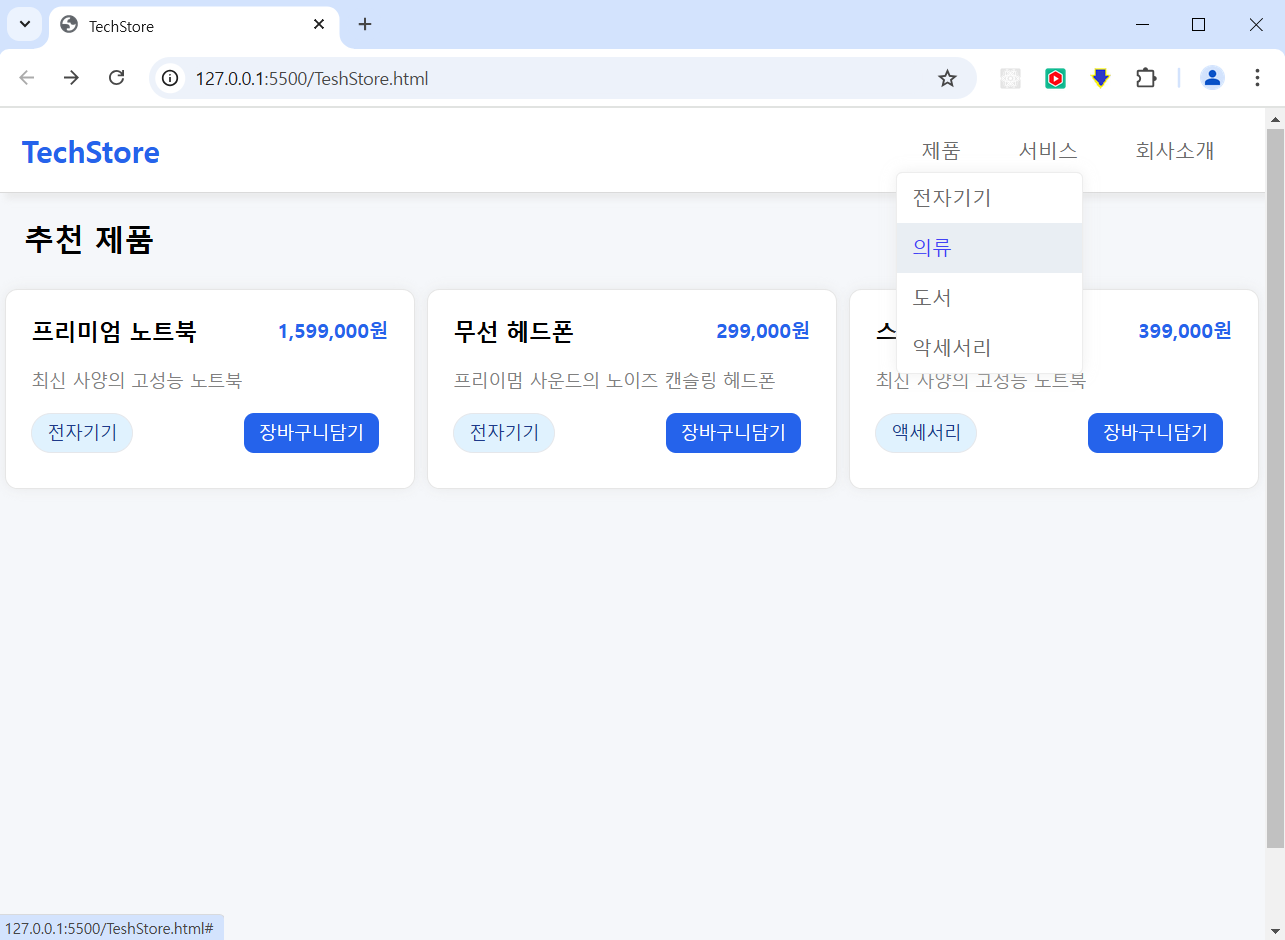 TechStore
127.0.0.1:5500/TeshStore.html
TechStore
제품 서비스 회사소개
전자기기
의류
도서
악세서리
추천 제품
프리미엄 노트북 1,599,000원
최신 사양의 고성능 노트북
전자기기 장바구니담기
무선 헤드폰 299,000원
프리이멈 사운드의 노이즈 캔슬링 헤드폰
전자기기 장바구니담기
스 399,000원
최신 사양의 고성능 노트북
액세서리 장바구니담기
127.0.0.1:5500/TeshStore.html#